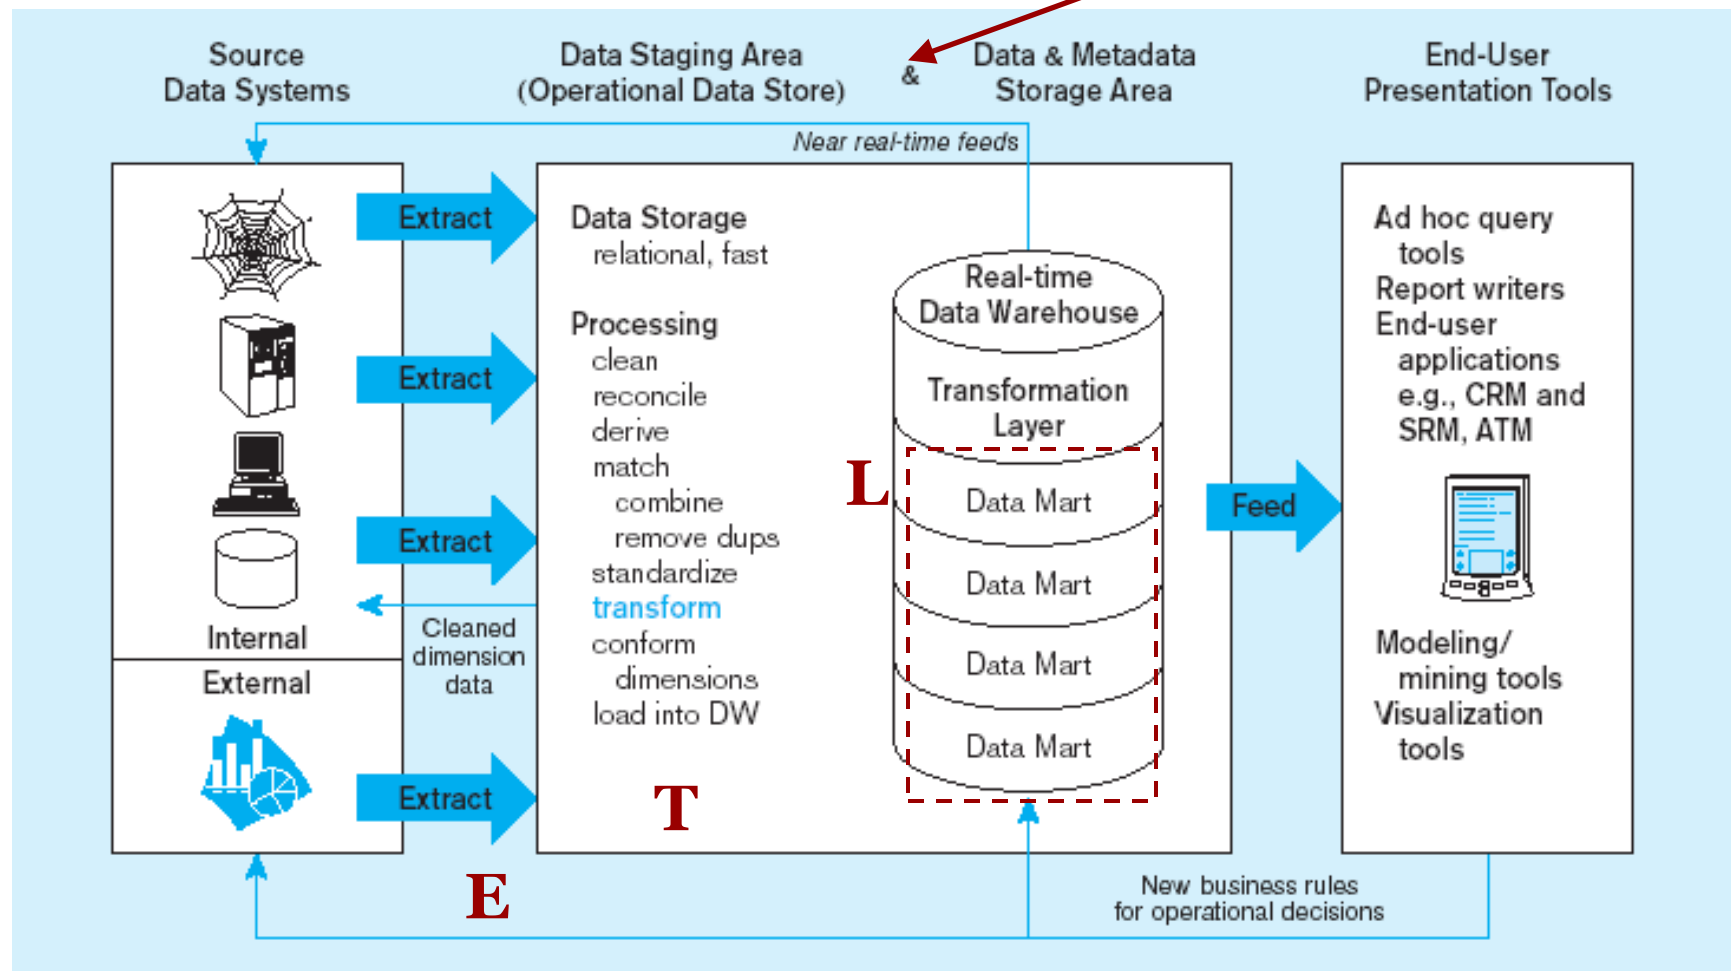 Source
Data Systems
Data Staging Area
(Operational Data Store)
&
Data & Metadata
Storage Area
End-User
Presentation Tools
Near real-time feeds
Extract
Extract
Extract
Internal
Cleaned
dimension
data
External
Extract
E
Data Storage
relational, fast
Processing
clean
reconcile
derive
match
combine
remove dups
standardize
transform
conform
dimensions
load into DW
T
L
Real-time
Data Warehouse
Transformation
Layer
Data Mart
Data Mart
Data Mart
Data Mart
Feed
Ad hoc query
tools
Report writers
End-user
applications
e.g., CRM and
SRM, ATM
Modeling/
mining tools
Visualization
tools
New business rules
for operational decisions